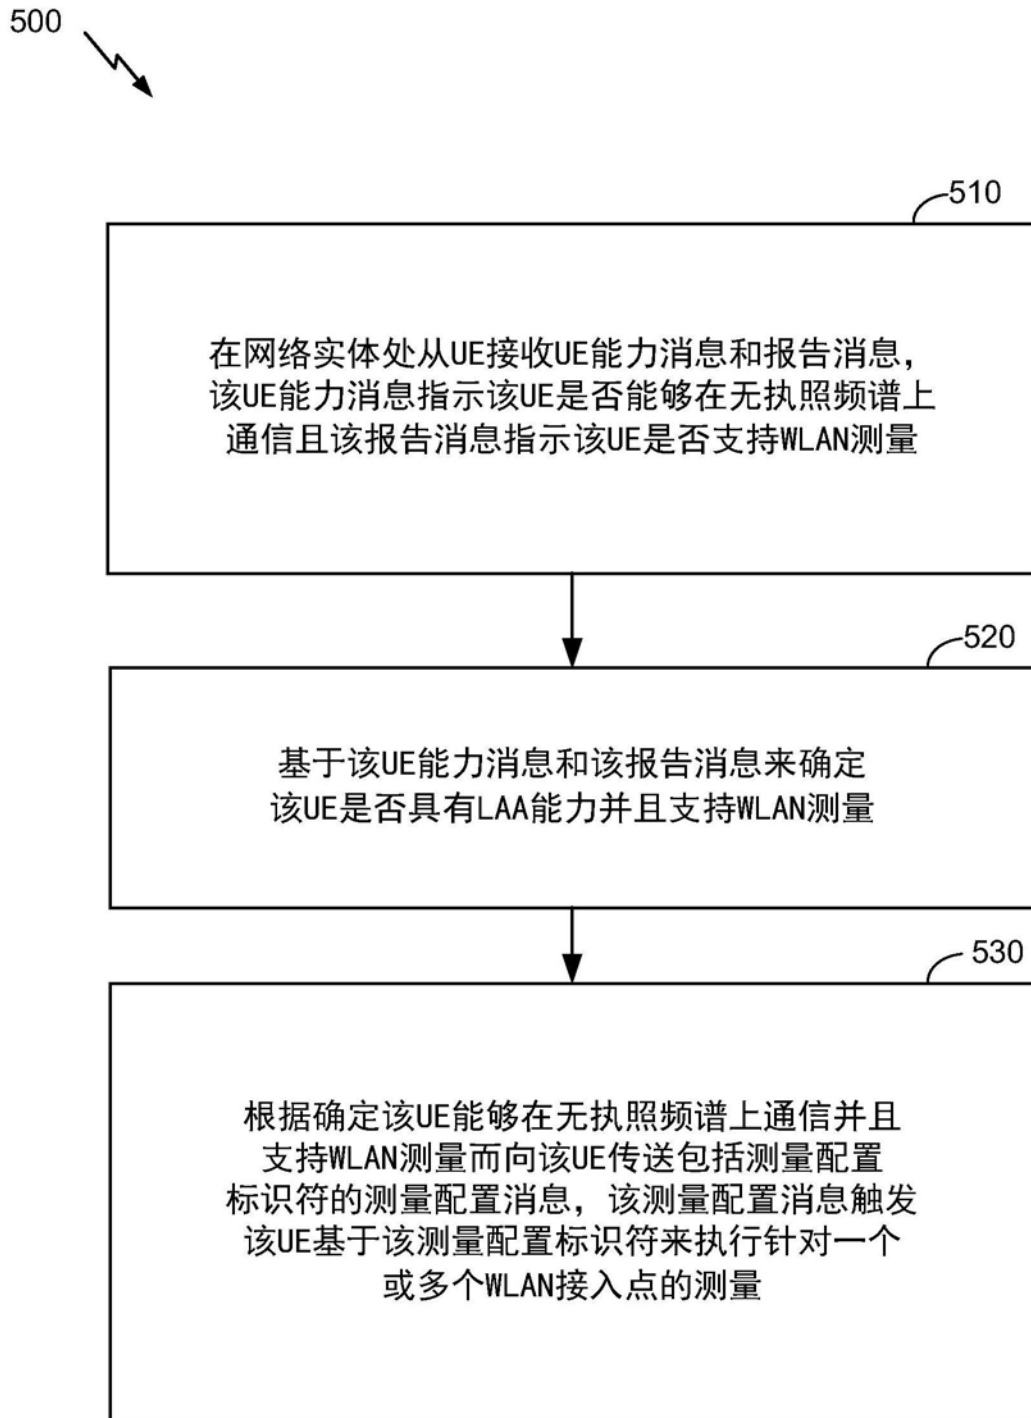 500
510
在网络实体处从UE接收UE能力消息和报告消息，
该UE能力消息指示该UE是否能够在无执照频谱上
通信且该报告消息指示该UE是否支持WLAN测量
520
基于该UE能力消息和该报告消息来确定
该UE是否具有LAA能力并且支持WLAN测量
530
根据确定该UE能够在无执照频谱上通信并且
支持WLAN测量而向该UE传送包括测量配置
标识符的测量配置消息，该测量配置消息触发
该UE基于该测量配置标识符来执行针对一个
或多个WLAN接入点的测量